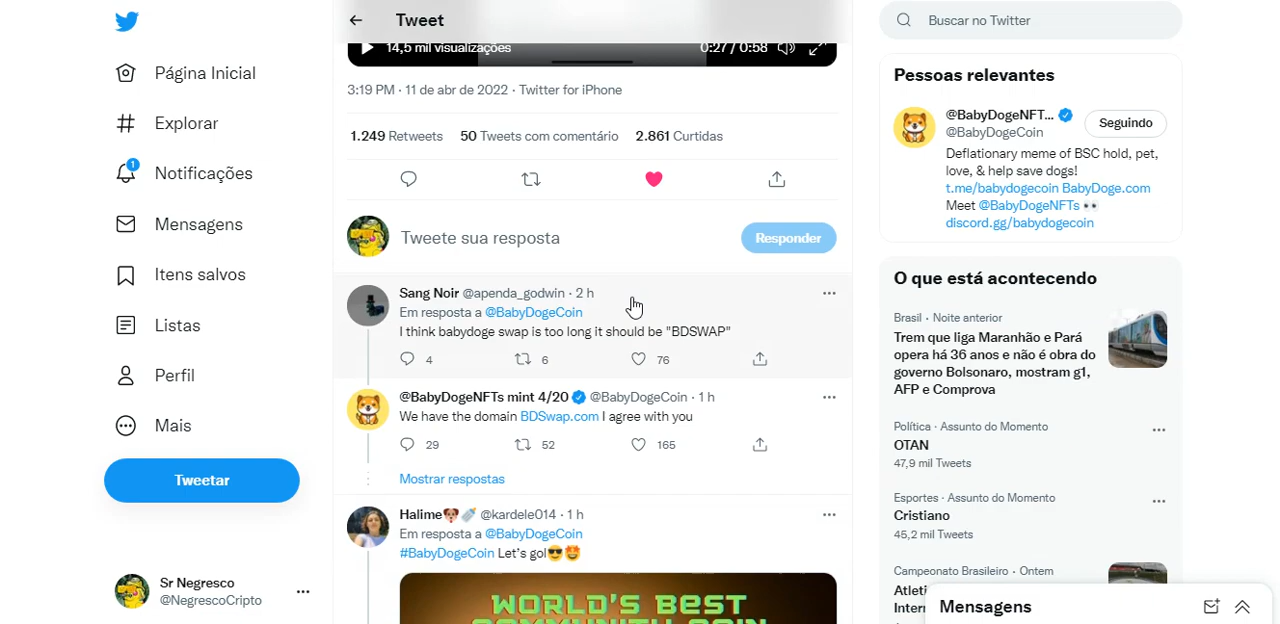 Página Inicial
Explorar
1
Notificações
Mensagens
Itens salvos
Listas
Perfil
Mais
Tweetar
Sr Negresco
@NegrescoCripto
Tweet
14,5 mil visualizações
0:27 / 0:58
3:19 PM · 11 de abr de 2022 · Twitter for iPhone
1.249 Retweets 50 Tweets com comentário 2.861 Curtidas
Tweete sua resposta
Responder
Sang Noir @apenda_godwin · 2 h
Em resposta a @BabyDogeCoin
I think babydoge swap is too long it should be "BDSWAP"
4 6 76
@BabyDogeNFTs mint 4/20 @BabyDogeCoin · 1 h
We have the domain BDSwap.com I agree with you
29 52 165
Mostrar respostas
Halime @kardele014 · 1 h
Em resposta a @BabyDogeCoin
#BabyDogeCoin Let's go!
WORLD'S BEST
COMMUNITY COIN
Buscar no Twitter
Pessoas relevantes
@BabyDogeNFT...
@BabyDogeCoin
Seguindo
Deflationary meme of BSC hold, pet,
love, & help save dogs!
t.me/babydogecoin BabyDoge.com
Meet @BabyDogeNFTs
discord.gg/babydogecoin
O que está acontecendo
Brasil · Noite anterior
Trem que liga Maranhão e Pará
opera há 36 anos e não é obra do
governo Bolsonaro, mostram g1,
AFP e Comprova
Política · Assunto do Momento
OTAN
47,9 mil Tweets
Esportes · Assunto do Momento
Cristiano
45,2 mil Tweets
Campeonato Brasileiro · Ontem
Mensagens